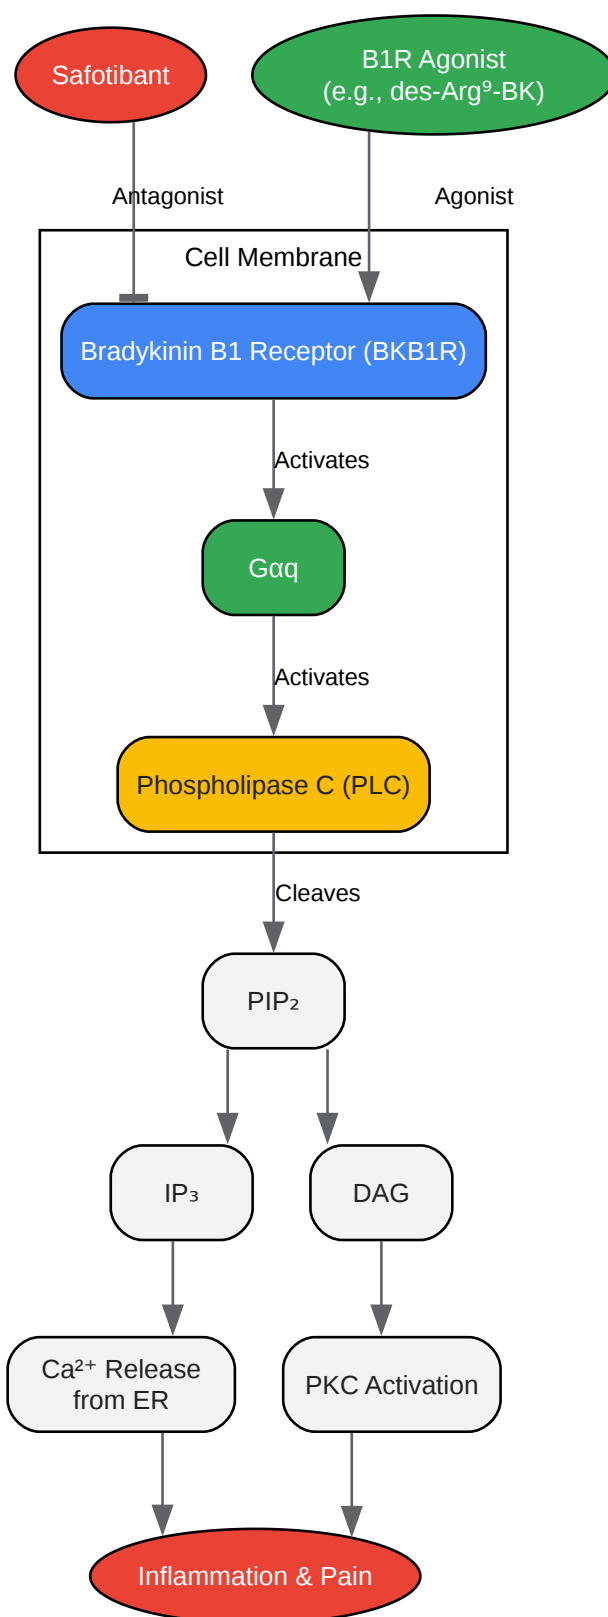 Safotibant
B1R Agonist
(e.g., des-Arg⁹-BK)
Antagonist
Agonist
Cell Membrane
Bradykinin B1 Receptor (BKB1R)
Activates
Gαq
Activates
Phospholipase C (PLC)
Cleaves
PIP₂
IP₃
DAG
Ca²⁺ Release
from ER
PKC Activation
Inflammation & Pain